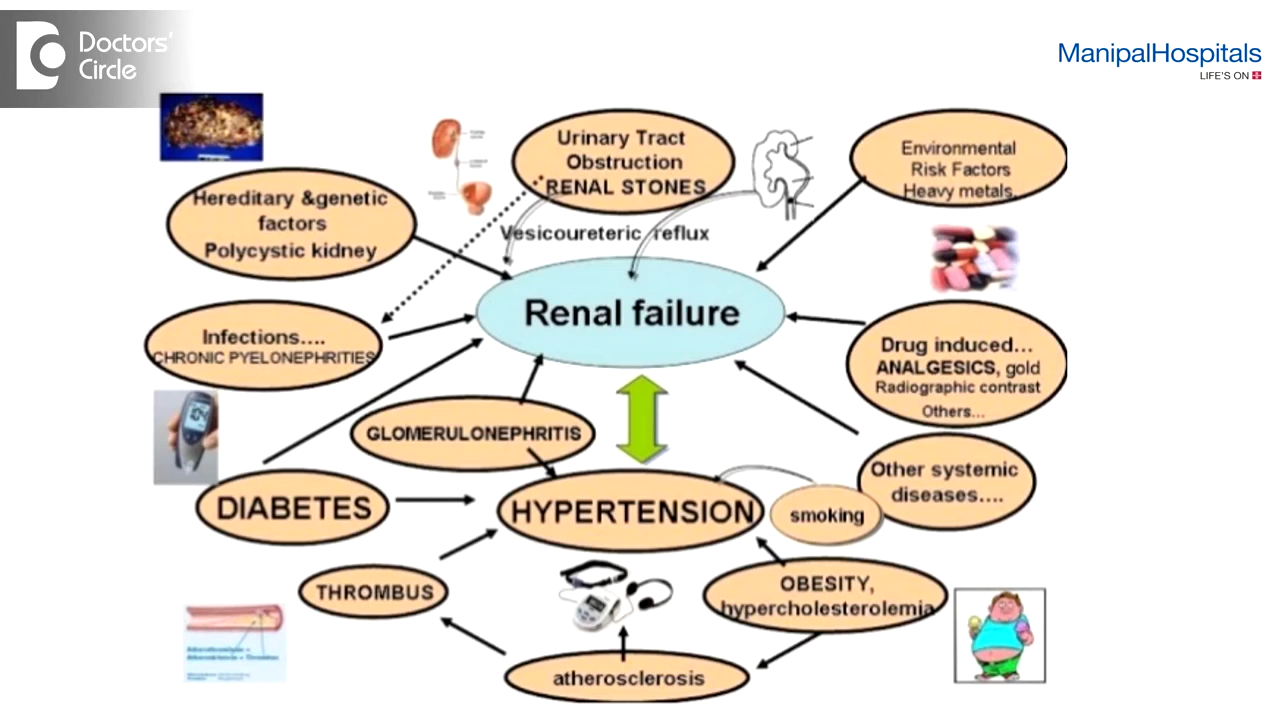 Doctors'
Circle
ManipalHospitals
LIFE'S ON
Urinary Tract
Obstruction
RENAL STONES
Environmental
Risk Factors
Heavy metals
Hereditary &genetic
factors
Polycystic kidney
Vesicoureteric reflux
Renal failure
Infections....
CHRONIC PYELONEPHRITIES
Drug induced...
ANALGESICS, gold
Radiographic contrast
Others...
104
GLOMERULONEPHRITIS
Other systemic
diseases....
DIABETES
HYPERTENSION
smoking
THROMBUS
OBESITY,
hypercholesterolemia
atherosclerosis